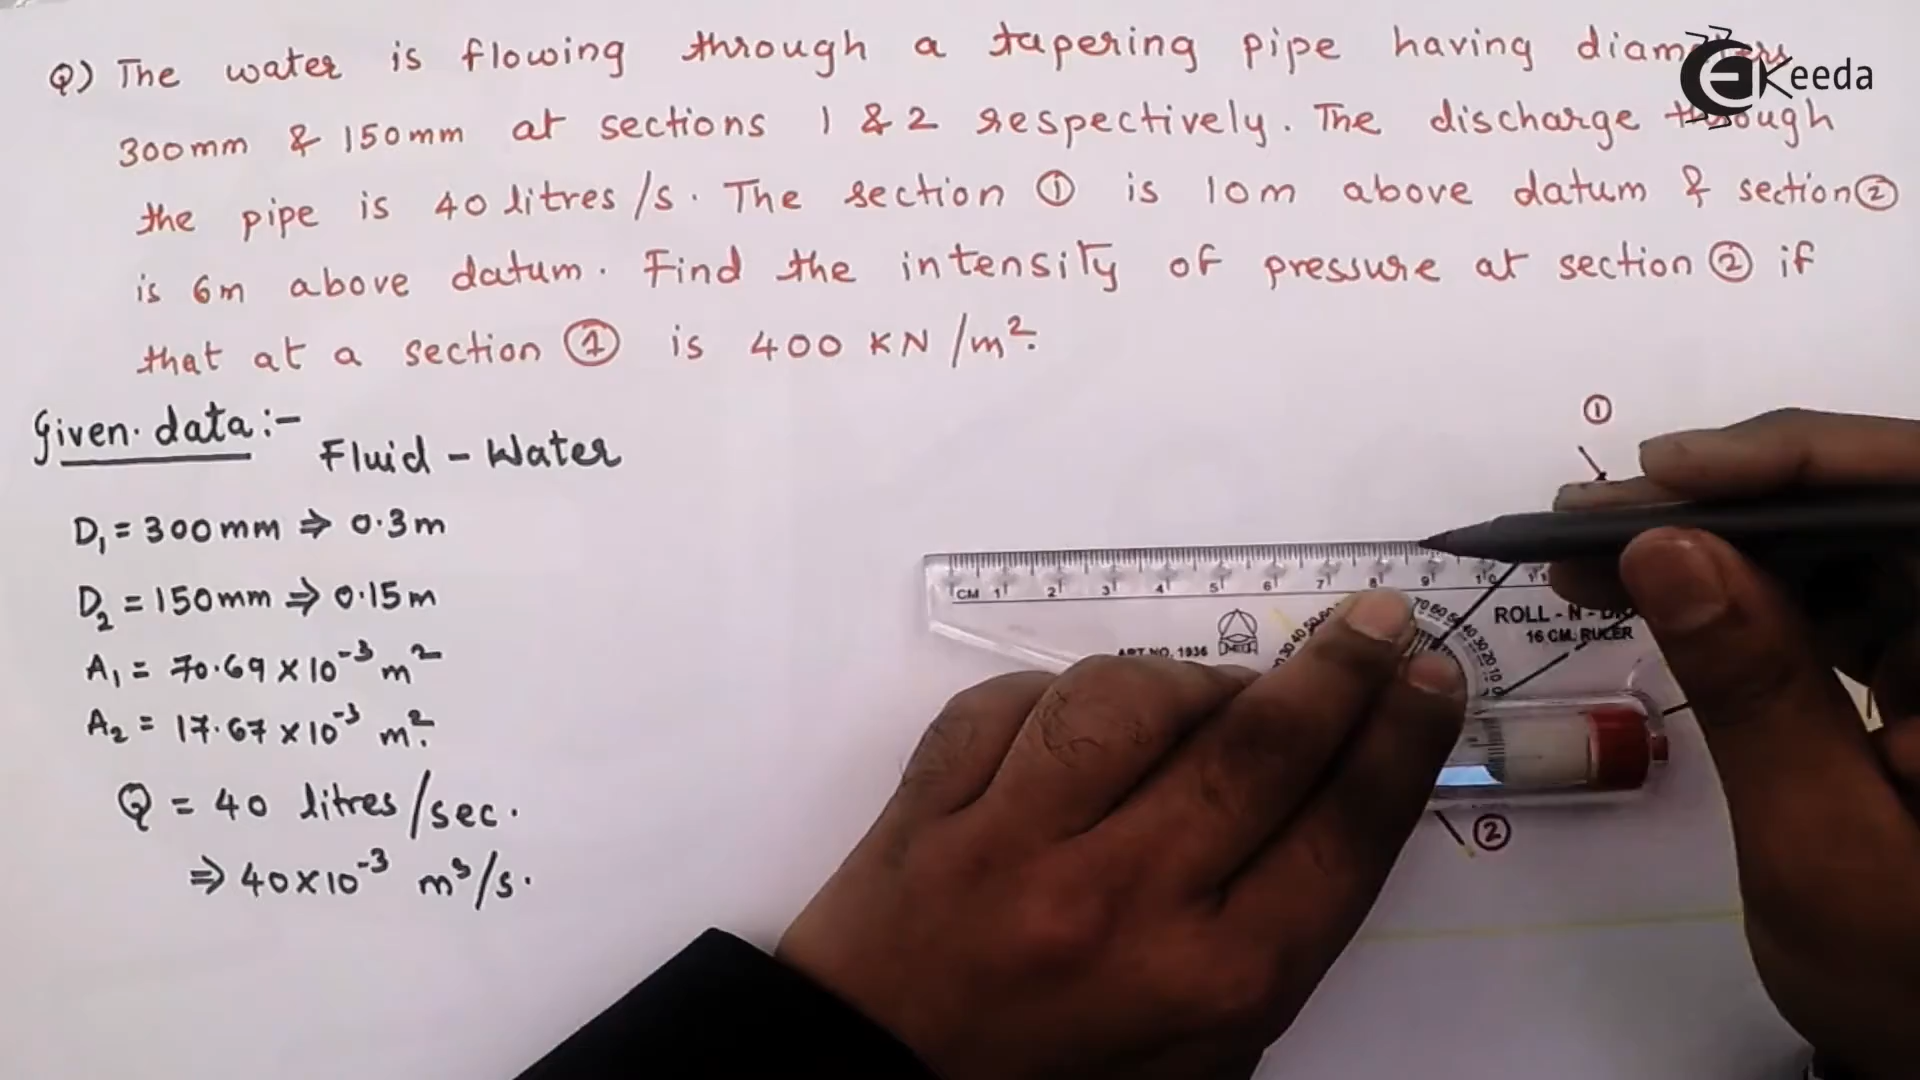 Q) The water is flowing through a tapering pipe having
300mm & 150mm at sections 1 & 2 respectively. The discharge through
the pipe is 40 litres/s. The section ① is 10m above datum & section ②
is 6m above datum. Find the intensity of pressure at section ② if
that at a section ① is 400 KN/m².
Keeda
Given. data :-
Fluid - Water
D₁ = 300mm ⇒ 0.3m
D₂ = 150mm ⇒ 0.15m
A₁ = 70.69 × 10⁻³ m²
A₂ = 17.67 × 10⁻³ m².
Q = 40 litres/sec.
⇒ 40×10⁻³ m³/s.
①
CM 1 2 3 4 5 6 7 8 9 10 11
ROLL - N -
16 CM. RULER
ART NO. 1936
②